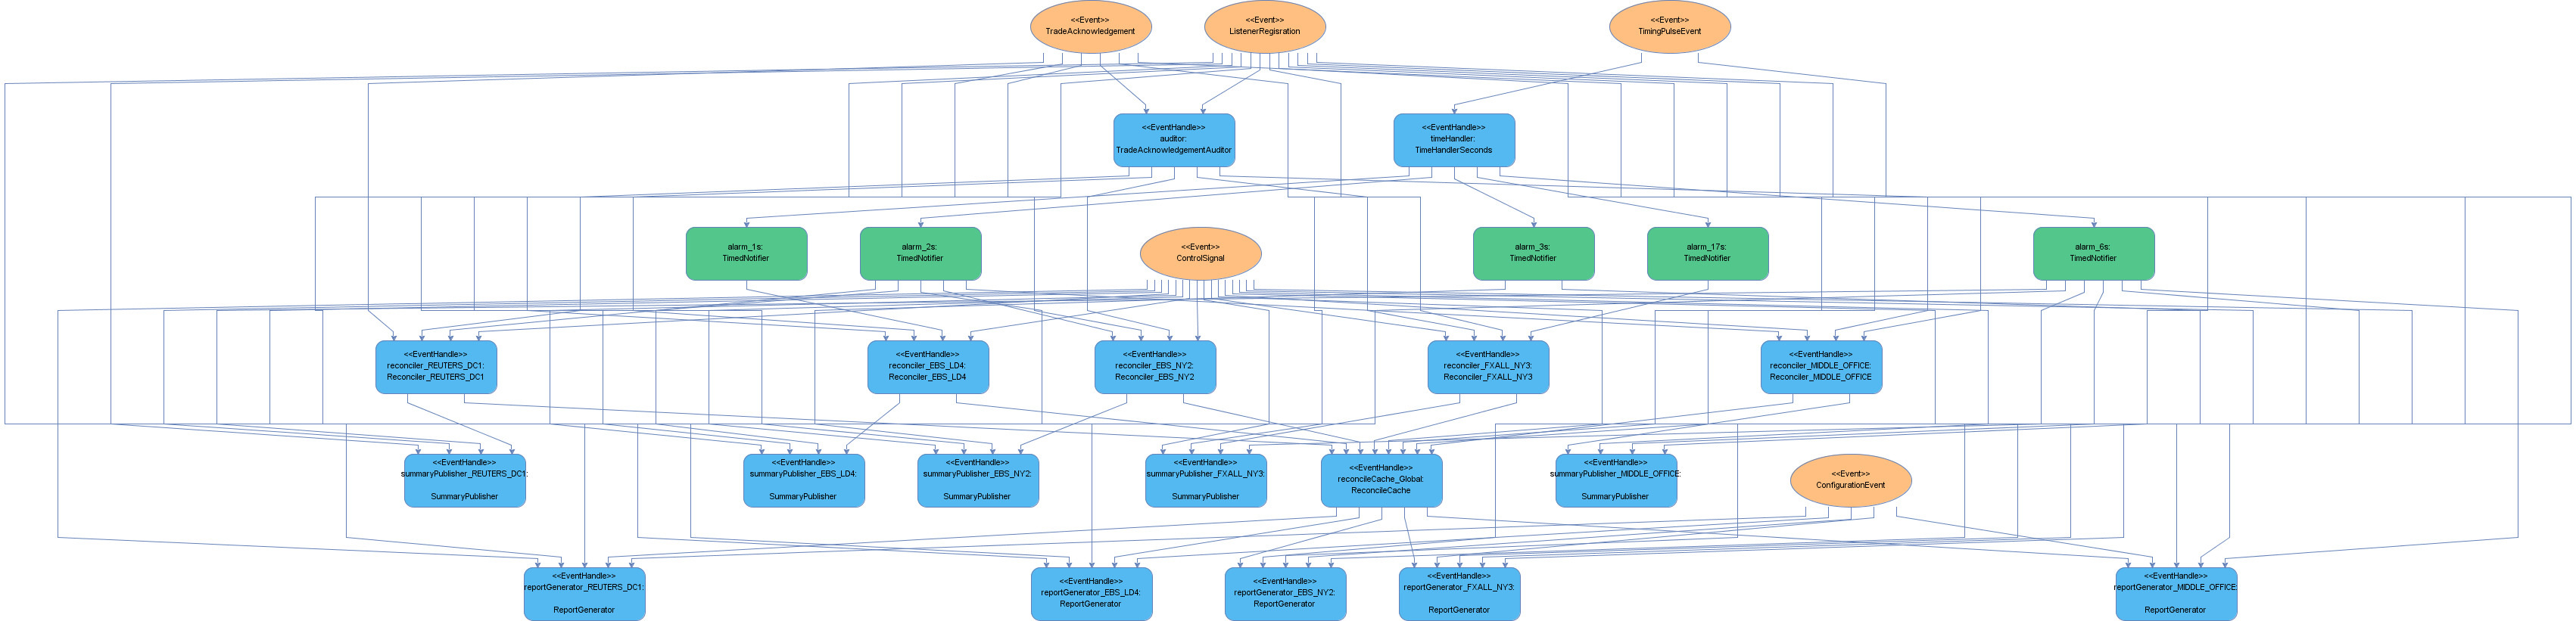 <<Event>>
TradeAcknowledgement
<<Event>>
ListenerRegisration
<<Event>>
TimingPulseEvent
<<EventHandle>>
auditor:
TradeAcknowledgementAuditor
<<EventHandle>>
timeHandler:
TimeHandlerSeconds
alarm_1s:
TimedNotifier
alarm_2s:
TimedNotifier
<<Event>>
ControlSignal
alarm_3s:
TimedNotifier
alarm_17s:
TimedNotifier
alarm_6s:
TimedNotifier
<<EventHandle>>
reconciler_REUTERS_DC1:
Reconciler_REUTERS_DC1
<<EventHandle>>
reconciler_EBS_LD4:
Reconciler_EBS_LD4
<<EventHandle>>
reconciler_EBS_NY2:
Reconciler_EBS_NY2
<<EventHandle>>
reconciler_FXALL_NY3:
Reconciler_FXALL_NY3
<<EventHandle>>
reconciler_MIDDLE_OFFICE:
Reconciler_MIDDLE_OFFICE
<<EventHandle>>
summaryPublisher_REUTERS_DC1:
SummaryPublisher
<<EventHandle>>
summaryPublisher_EBS_LD4:
SummaryPublisher
<<EventHandle>>
summaryPublisher_EBS_NY2:
SummaryPublisher
<<EventHandle>>
summaryPublisher_FXALL_NY3:
SummaryPublisher
<<EventHandle>>
reconcileCache_Global:
ReconcileCache
<<EventHandle>>
summaryPublisher_MIDDLE_OFFICE:
SummaryPublisher
<<Event>>
ConfigurationEvent
<<EventHandle>>
reportGenerator_REUTERS_DC1:
ReportGenerator
<<EventHandle>>
reportGenerator_EBS_LD4:
ReportGenerator
<<EventHandle>>
reportGenerator_EBS_NY2:
ReportGenerator
<<EventHandle>>
reportGenerator_FXALL_NY3:
ReportGenerator
<<EventHandle>>
reportGenerator_MIDDLE_OFFICE:
ReportGenerator